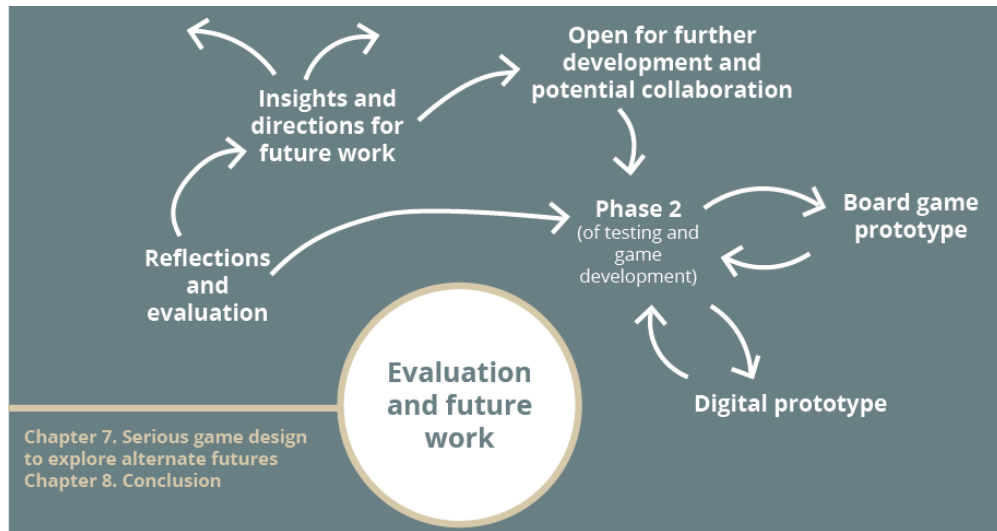 Open for further
development and
potential collaboration
Insights and
directions for
future work
Phase 2
(of testing and
game
development)
Board game
prototype
Reflections
and
evaluation
Evaluation
and future
work
Digital prototype
Chapter 7. Serious game design
to explore alternate futures
Chapter 8. Conclusion